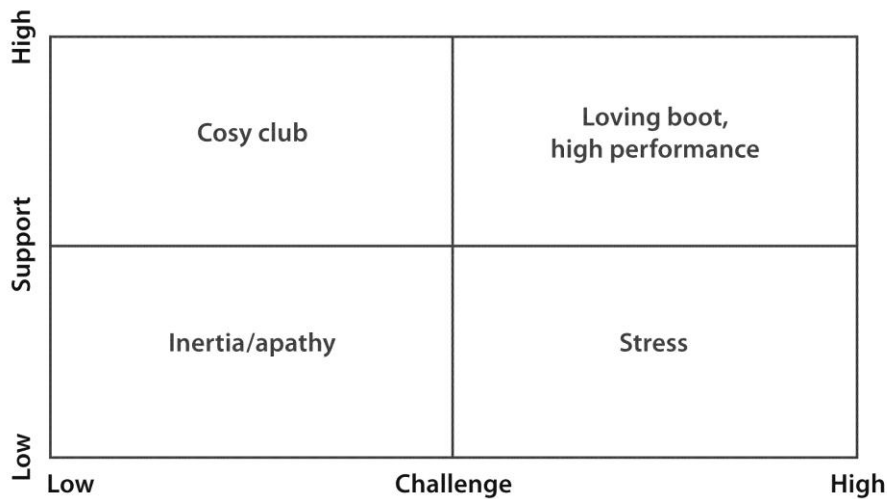 High
Cosy club
Loving boot,
high performance
Support
Inertia/apathy
Stress
Low
Low
Challenge
High